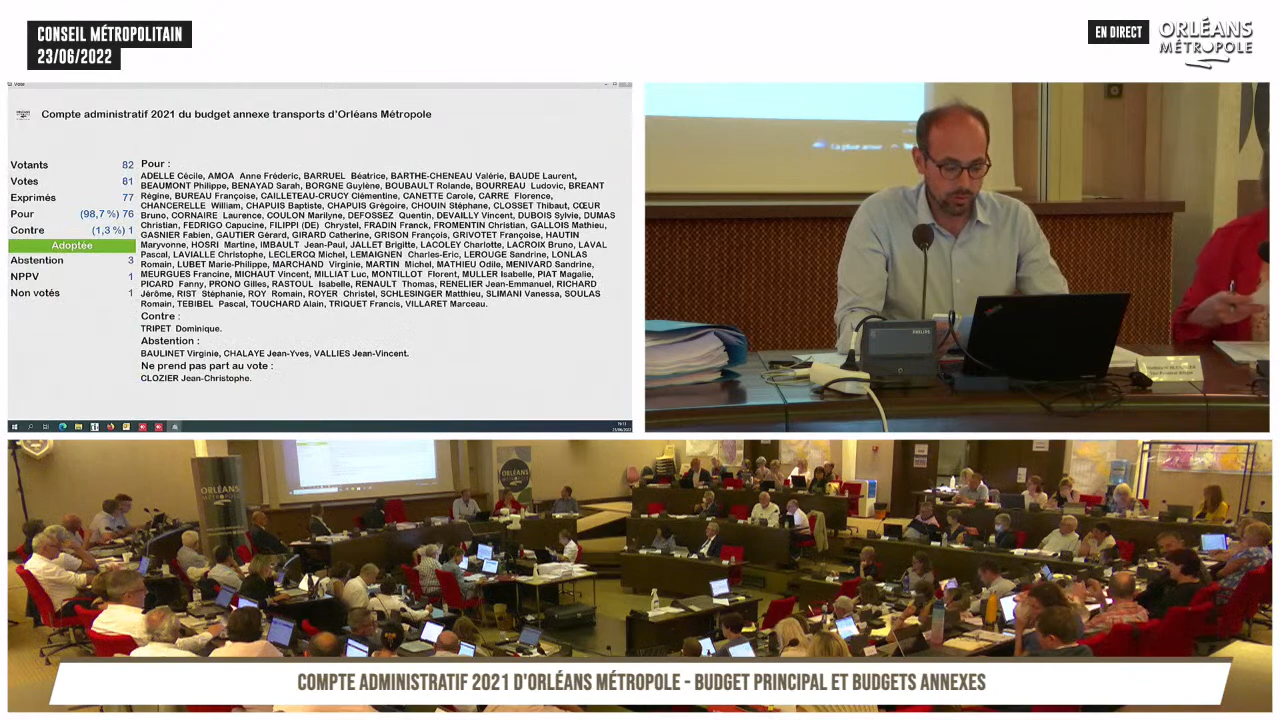 CONSEIL MÉTROPOLITAIN
23/06/2022
EN DIRECT
ORLÉANS
MÉTROPOLE
Vote
Compte administratif 2021 du budget annexe transports d'Orléans Métropole
Votants 82
Votes 81
Exprimés 77
Pour (98,7 %) 76
Contre (1,3 %) 1
Adoptée
Abstention 3
NPPV 1
Non votés 1
Pour :
ADELLE Cécile, AMOA Anne Fréderic, BARRUEL Béatrice, BARTHE-CHENEAU Valérie, BAUDE Laurent,
BEAUMONT Philippe, BENAYAD Sarah, BORGNE Guylène, BOUBAULT Rolande, BOURREAU Ludovic, BREANT
Régine, BUREAU Françoise, CAILLETEAU-CRUCY Clémentine, CANETTE Carole, CARRE Florence,
CHANCERELLE William, CHAPUIS Baptiste, CHAPUIS Grégoire, CHOUIN Stéphane, CLOSSET Thibaut, CŒUR
Bruno, CORNAIRE Laurence, COULON Marilyne, DEFOSSEZ Quentin, DEVAILLY Vincent, DUBOIS Sylvie, DUMAS
Christian, FEDRIGO Capucine, FILIPPI (DE) Chrystel, FRADIN Franck, FROMENTIN Christian, GALLOIS Mathieu,
GASNIER Fabien, GAUTIER Gérard, GIRARD Catherine, GRISON François, GRIVOTET Françoise, HAUTIN
Maryvonne, HOSRI Martine, IMBAULT Jean-Paul, JALLET Brigitte, LACOLEY Charlotte, LACROIX Bruno, LAVAL
Pascal, LAVIALLE Christophe, LECLERCQ Michel, LEMAIGNEN Charles-Eric, LEROUGE Sandrine, LONLAS
Romain, LUBET Marie-Philippe, MARCHAND Virginie, MARTIN Michel, MATHIEU Odile, MENIVARD Sandrine,
MEURGUES Francine, MICHAUT Vincent, MILLIAT Luc, MONTILLOT Florent, MULLER Isabelle, PIAT Magalie,
PICARD Fanny, PRONO Gilles, RASTOUL Isabelle, RENAULT Thomas, RENELIER Jean-Emmanuel, RICHARD
Jérôme, RIST Stéphanie, ROY Romain, ROYER Christel, SCHLESINGER Matthieu, SLIMANI Vanessa, SOULAS
Romain, TEBIBEL Pascal, TOUCHARD Alain, TRIQUET Francis, VILLARET Marceau.
Contre :
TRIPET Dominique.
Abstention :
BAULINET Virginie, CHALAYE Jean-Yves, VALLIES Jean-Vincent.
Ne prend pas part au vote :
CLOZIER Jean-Christophe.
PHILIPS
ORLÉANS
MÉTROPOLE
ORLÉANS
COMPTE ADMINISTRATIF 2021 D'ORLÉANS MÉTROPOLE - BUDGET PRINCIPAL ET BUDGETS ANNEXES